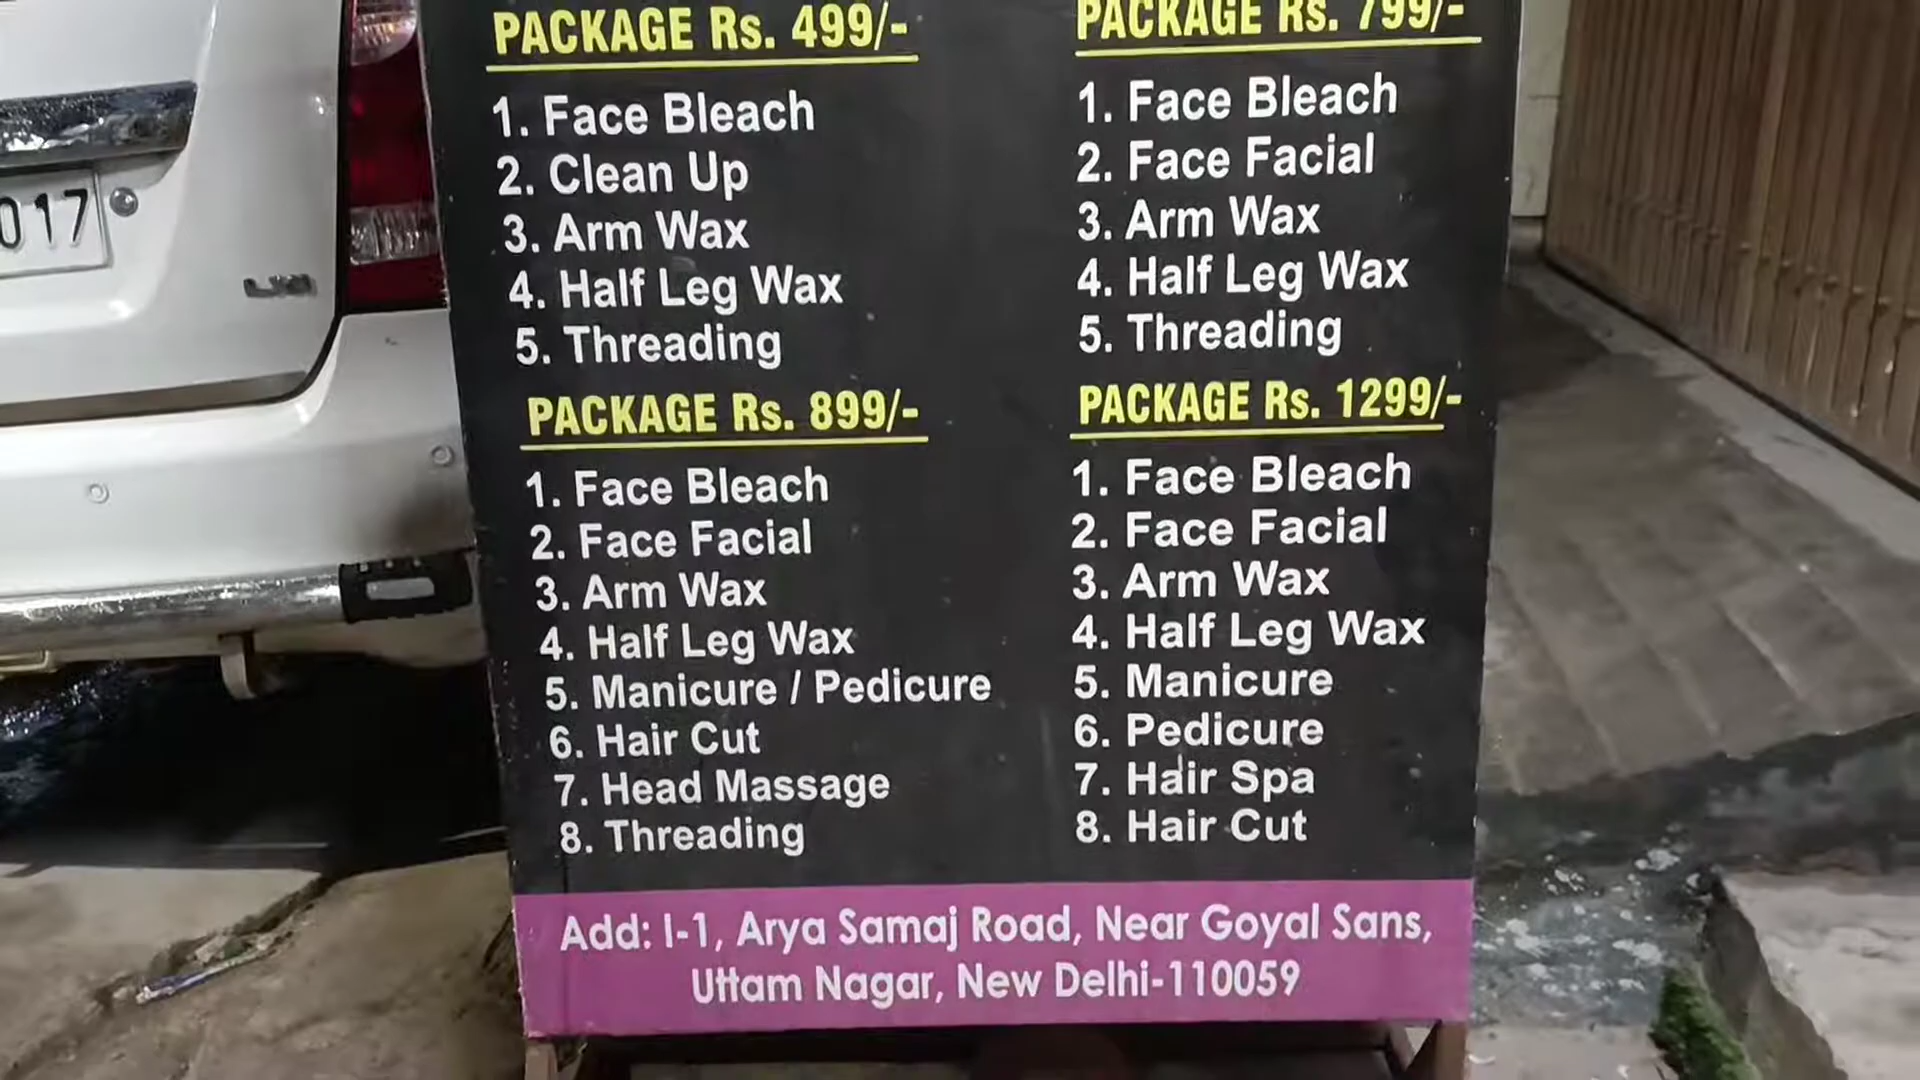 PACKAGE Rs. 499/-
1. Face Bleach
2. Clean Up
3. Arm Wax
4. Half Leg Wax
5. Threading
PACKAGE Rs. 799/-
1. Face Bleach
2. Face Facial
3. Arm Wax
4. Half Leg Wax
5. Threading
PACKAGE Rs. 899/-
1. Face Bleach
2. Face Facial
3. Arm Wax
4. Half Leg Wax
5. Manicure / Pedicure
6. Hair Cut
7. Head Massage
8. Threading
PACKAGE Rs. 1299/-
1. Face Bleach
2. Face Facial
3. Arm Wax
4. Half Leg Wax
5. Manicure
6. Pedicure
7. Hair Spa
8. Hair Cut
Add: I-1, Arya Samaj Road, Near Goyal Sans,
Uttam Nagar, New Delhi-110059
017